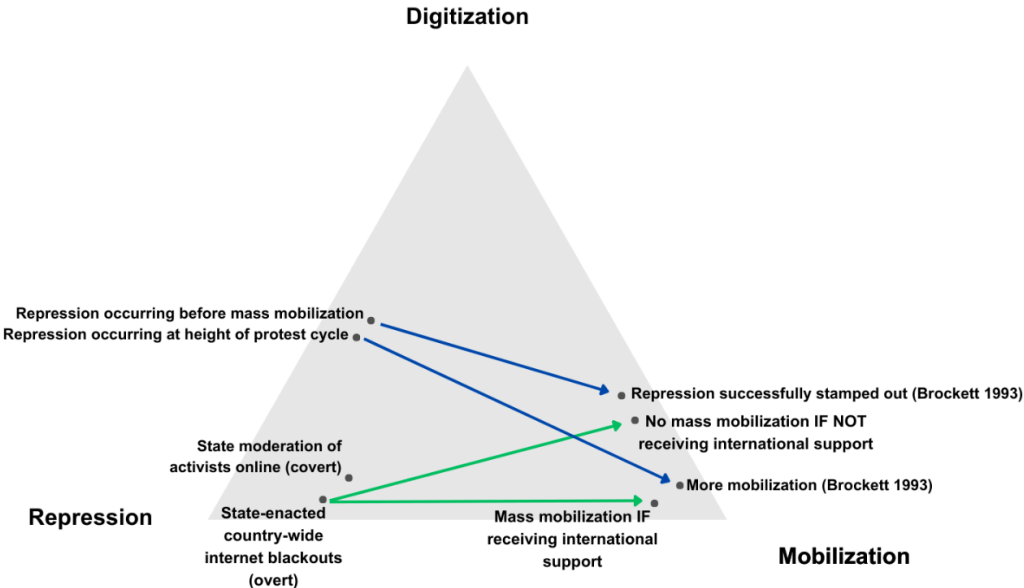 Digitization
Repression occurring before mass mobilization
Repression occurring at height of protest cycle
Repression successfully stamped out (Brockett 1993)
No mass mobilization IF NOT
receiving international support
State moderation of
activists online (covert)
More mobilization (Brockett 1993)
Repression
State-enacted
country-wide
internet blackouts
(overt)
Mass mobilization IF
receiving international
support
Mobilization